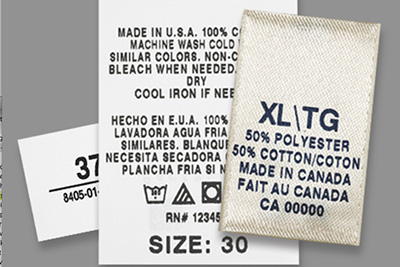 37
8405-01-
MADE IN U.S.A. 100% C
MACHINE WASH COLD
SIMILAR COLORS. NON-C
BLEACH WHEN NEEDED.
DRY
COOL IRON IF NEED
HECHO EN E.U.A. 100%
LAVADORA AGUA FRIA
SIMILARES. BLANQU
NECESITA SECADORA
PLANCHA FRIA SI N
RN# 12345
SIZE: 30
XL\TG
50% POLYESTER
50% COTTON/COTON
MADE IN CANADA
FAIT AU CANADA
CA 00000